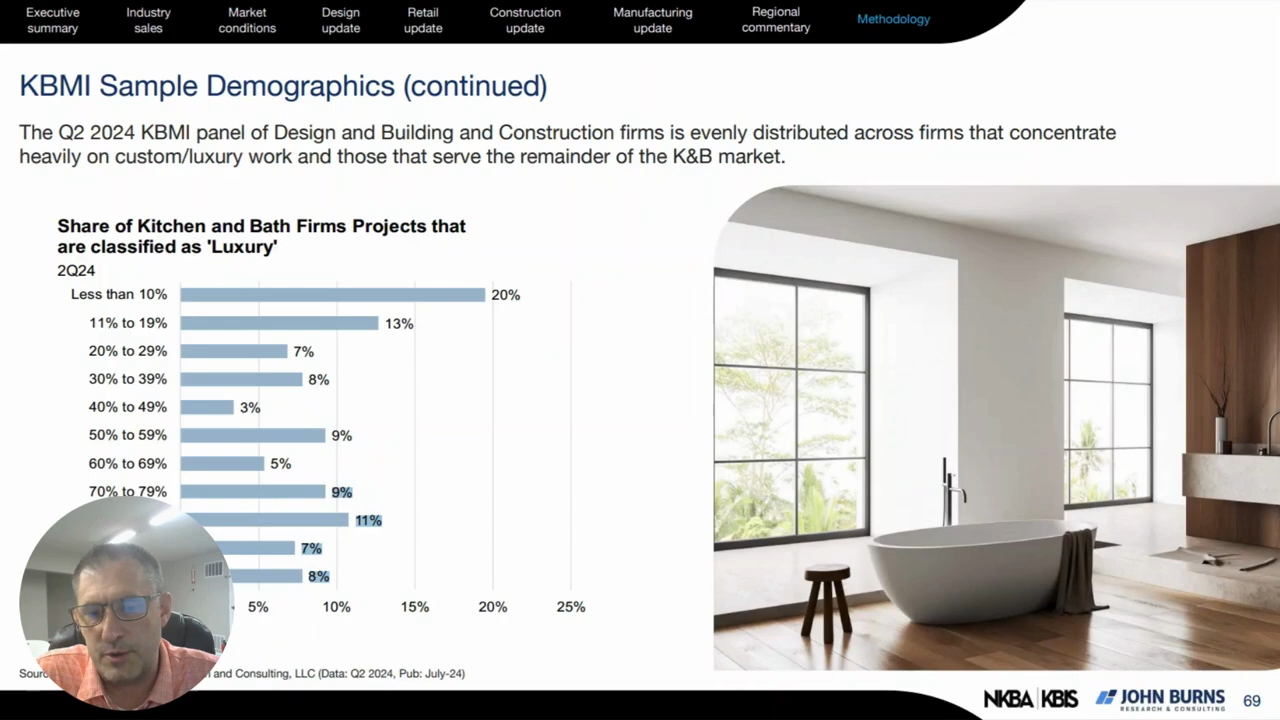 Executive summary
Industry sales
Market conditions
Design update
Retail update
Construction update
Manufacturing update
Regional commentary
Methodology
KBMI Sample Demographics (continued)
The Q2 2024 KBMI panel of Design and Building and Construction firms is evenly distributed across firms that concentrate
heavily on custom/luxury work and those that serve the remainder of the K&B market.
Share of Kitchen and Bath Firms Projects that
are classified as 'Luxury'
2Q24
Less than 10% 20%
11% to 19% 13%
20% to 29% 7%
30% to 39% 8%
40% to 49% 3%
50% to 59% 9%
60% to 69% 5%
70% to 79% 9%
11%
7%
8%
5% 10% 15% 20% 25%
and Consulting, LLC (Data: Q2 2024, Pub: July-24)
NKBA | KBIS
JOHN BURNS
RESEARCH & CONSULTING
69